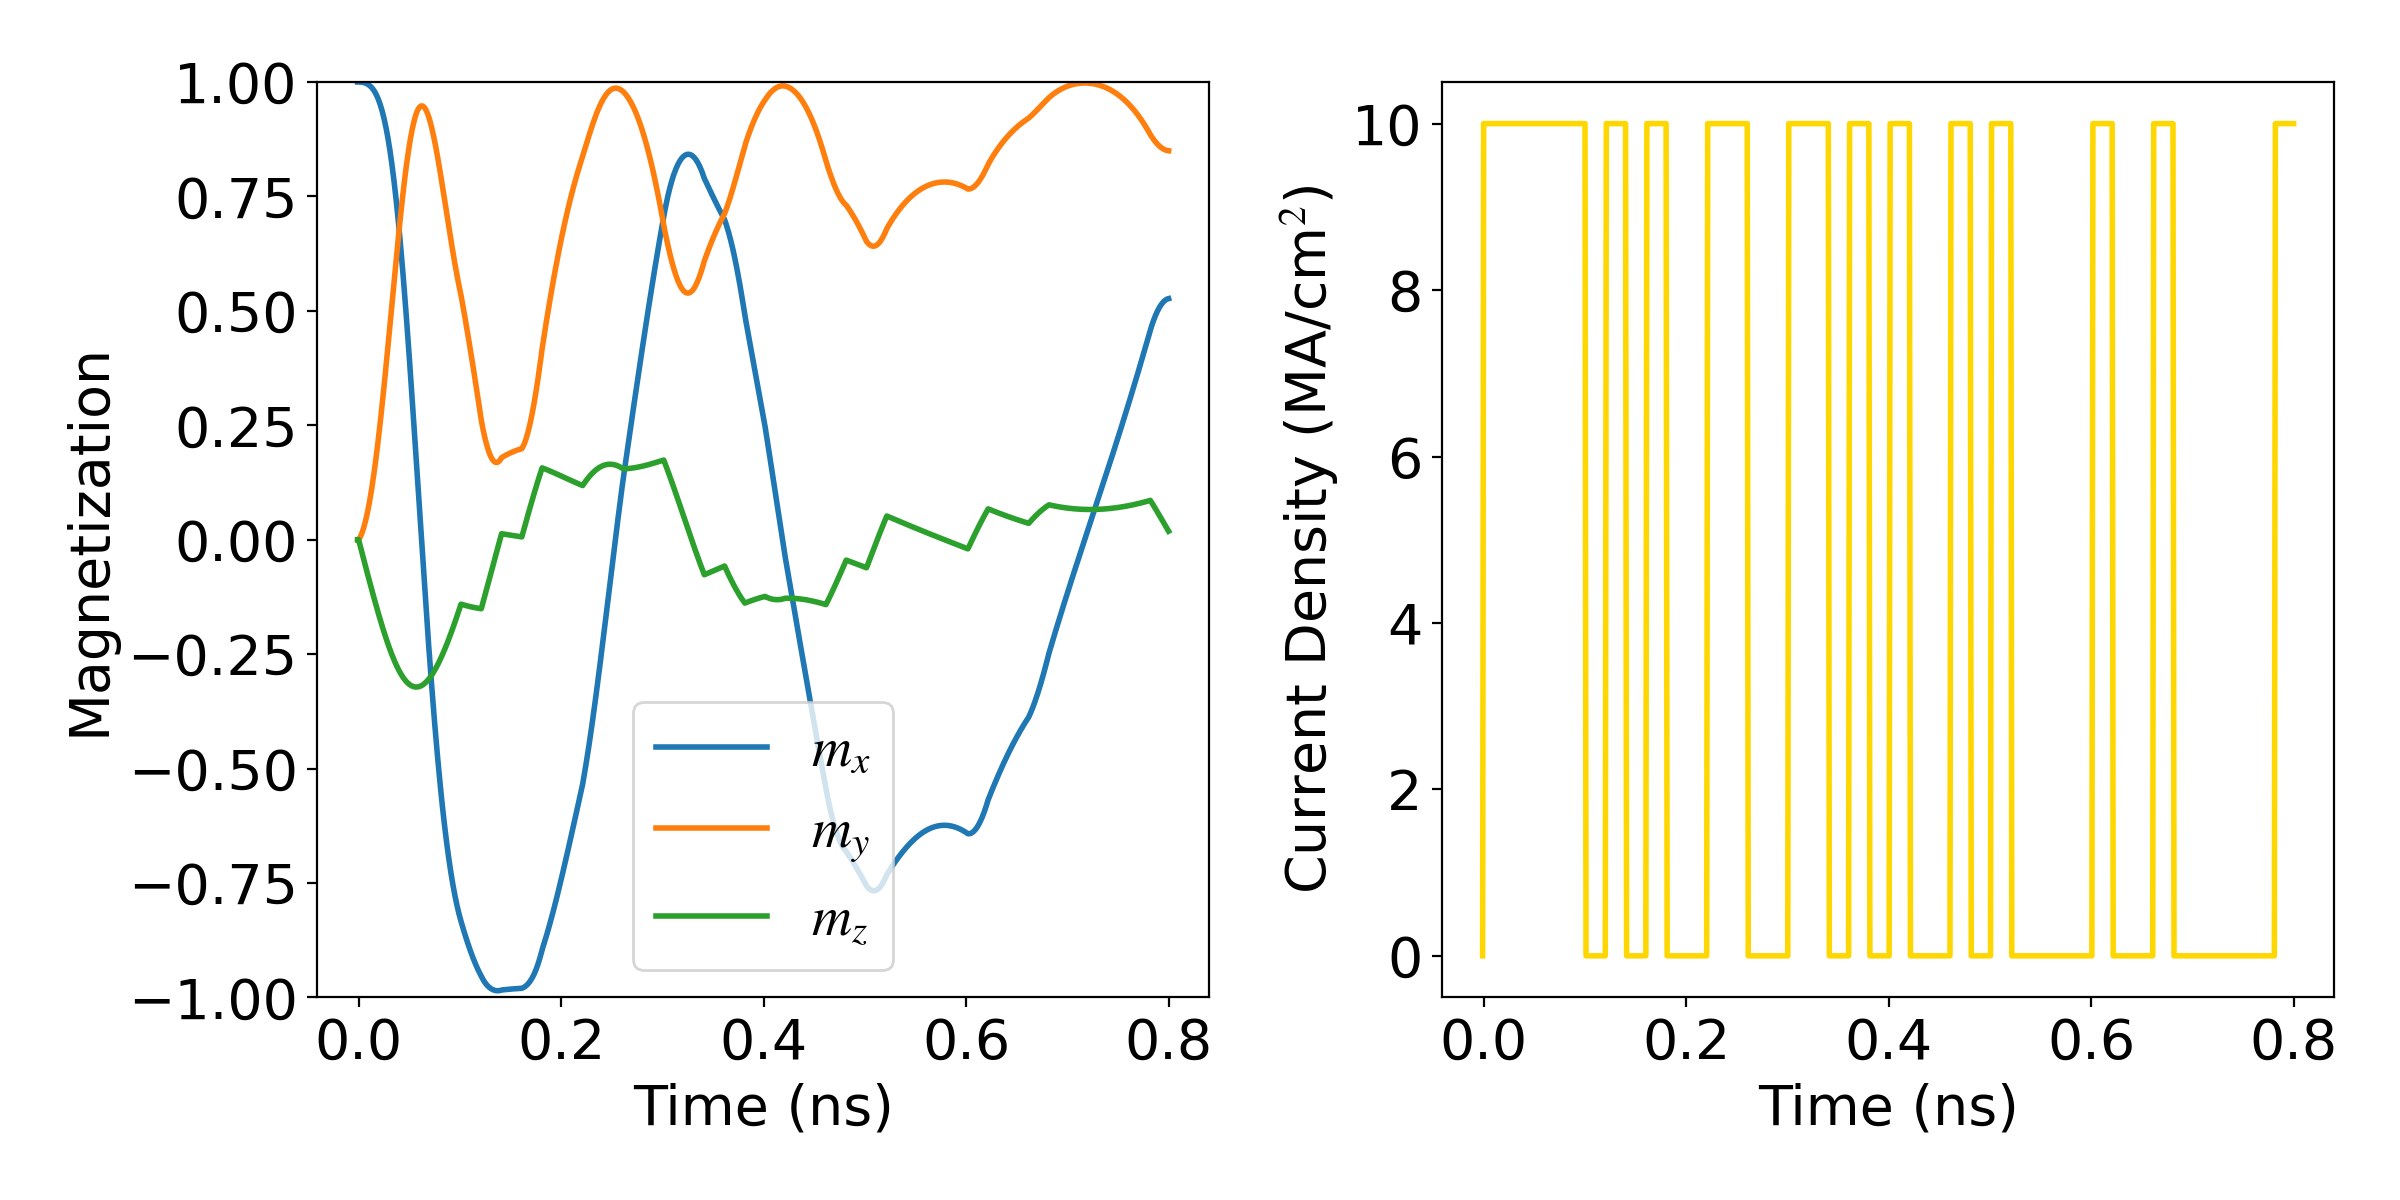 1.00
0.75
0.50
0.25
0.00
−0.25
−0.50
−0.75
−1.00
Magnetization
0.0 0.2 0.4 0.6 0.8
Time (ns)
m_x
m_y
m_z
10
8
6
4
2
0
Current Density (MA/cm²)
0.0 0.2 0.4 0.6 0.8
Time (ns)